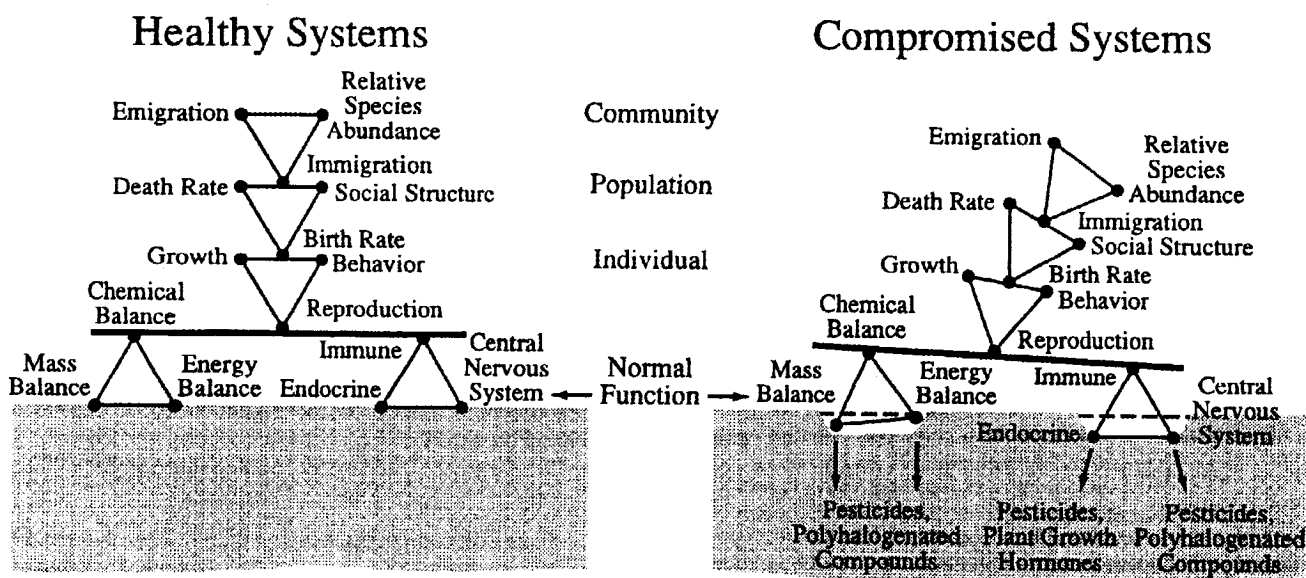 Healthy Systems
Emigration
Relative
Species
Abundance
Immigration
Death Rate
Social Structure
Birth Rate
Growth
Behavior
Chemical
Balance
Reproduction
Mass
Balance
Energy
Balance
Immune
Endocrine
Central
Nervous
System
Community
Population
Individual
Normal
Function
Compromised Systems
Emigration
Relative
Species
Abundance
Death Rate
Immigration
Social Structure
Growth
Birth Rate
Behavior
Chemical
Balance
Reproduction
Mass
Balance
Energy
Balance
Immune
Endocrine
Central
Nervous
System
Pesticides,
Polyhalogenated
Compounds
Pesticides,
Plant Growth
Hormones
Pesticides,
Polyhalogenated
Compounds